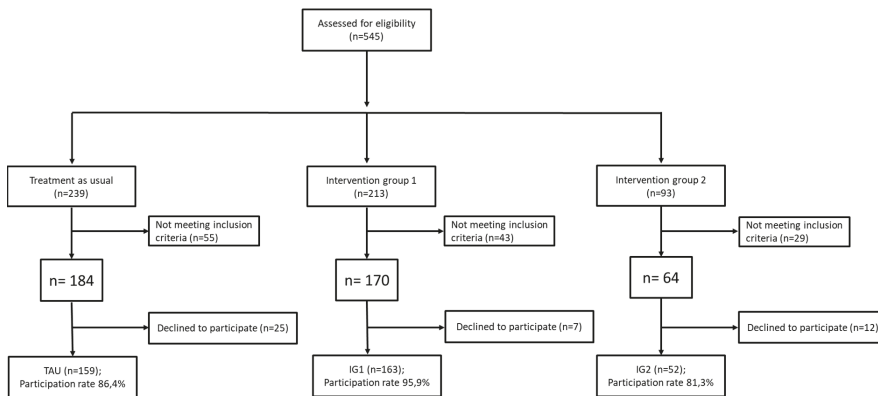 Assessed for eligibility
(n=545)
Treatment as usual
(n=239)
Intervention group 1
(n=213)
Intervention group 2
(n=93)
Not meeting inclusion
criteria (n=55)
Not meeting inclusion
criteria (n=43)
Not meeting inclusion
criteria (n=29)
n= 184
n= 170
n= 64
Declined to participate (n=25)
Declined to participate (n=7)
Declined to participate (n=12)
TAU (n=159);
Participation rate 86,4%
IG1 (n=163);
Participation rate 95,9%
IG2 (n=52);
Participation rate 81,3%